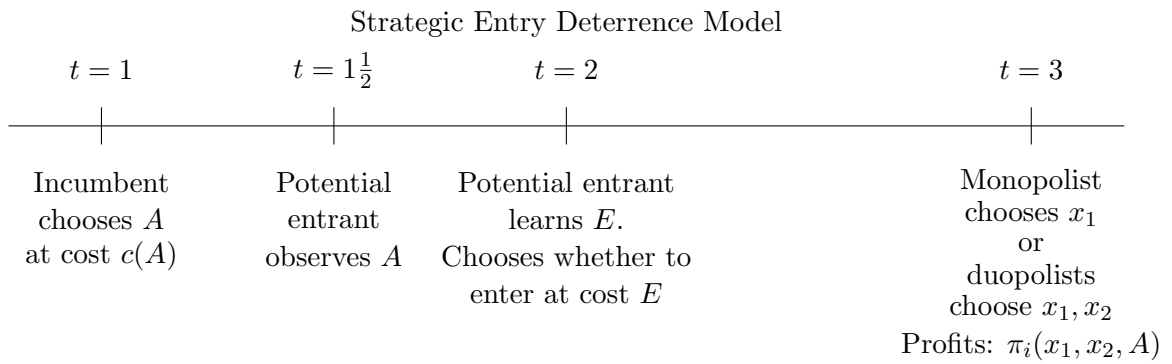 Strategic Entry Deterrence Model
t = 1
t = 1½
t = 2
t = 3
Incumbent
chooses A
at cost c(A)
Potential
entrant
observes A
Potential entrant
learns E.
Chooses whether to
enter at cost E
Monopolist
chooses x₁
or
duopolists
choose x₁, x₂
Profits: πᵢ(x₁, x₂, A)